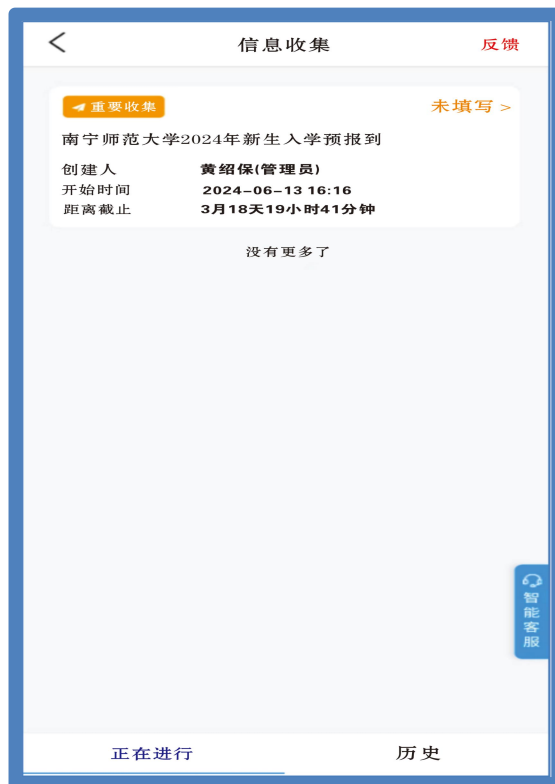 信息收集 反馈
重要收集 未填写 >
南宁师范大学2024年新生入学预报到
创建人 黄绍保(管理员)
开始时间 2024-06-13 16:16
距离截止 3月18天19小时41分钟
没有更多了
智能客服
正在进行 历史